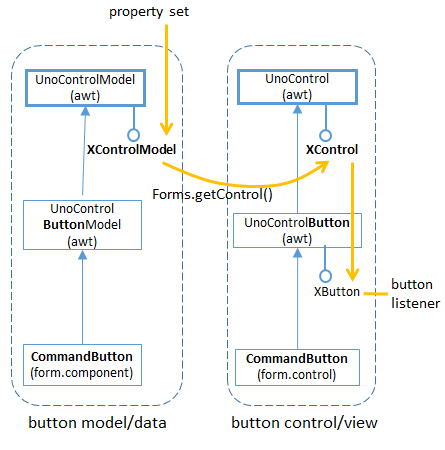 property set
UnoControlModel
(awt)
XControlModel
UnoControl
ButtonModel
(awt)
CommandButton
(form.component)
button model/data
Forms.getControl()
UnoControl
(awt)
XControl
UnoControlButton
(awt)
XButton
button
listener
CommandButton
(form.control)
button control/view